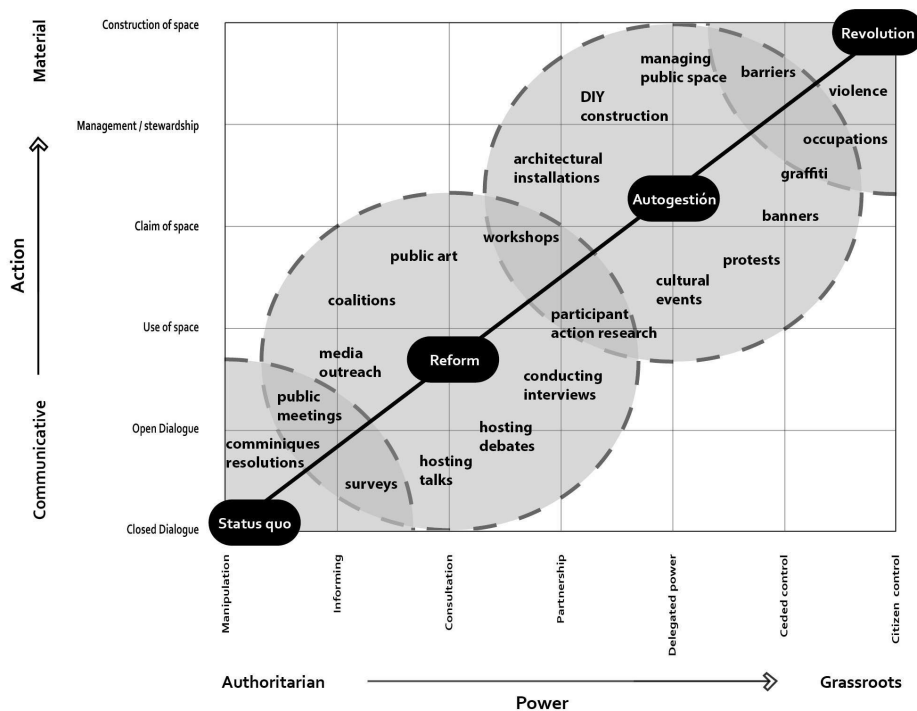 Construction of space
Management / stewardship
Claim of space
Use of space
Open Dialogue
Closed Dialogue
Material
Action
Communicative
Revolution
managing
public space
barriers
violence
DIY
construction
occupations
architectural
installations
graffiti
Autogestión
banners
workshops
public art
protests
cultural
events
coalitions
participant
action research
media
outreach
Reform
conducting
interviews
public
meetings
hosting
debates
comminiques
resolutions
hosting
talks
surveys
Status quo
Manipulation
Informing
Consultation
Partnership
Delegated power
Ceded control
Citizen control
Authoritarian
Grassroots
Power